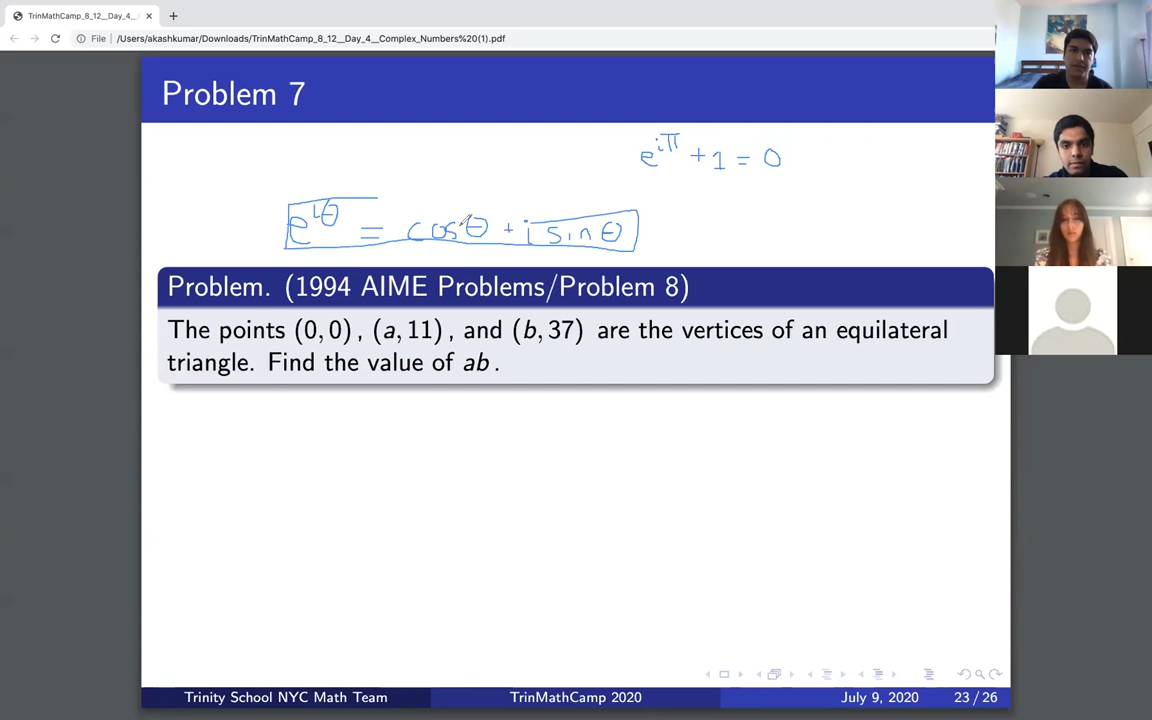 TrinMathCamp_8_12__Day_4__
File /Users/akashkumar/Downloads/TrinMathCamp_8_12__Day_4__Complex_Numbers%20(1).pdf
Problem 7
e^{iπ} + 1 = 0
e^{iθ} = cosθ + i sinθ
Problem. (1994 AIME Problems/Problem 8)
The points (0, 0) , (a, 11) , and (b, 37) are the vertices of an equilateral
triangle. Find the value of ab .
Trinity School NYC Math Team TrinMathCamp 2020 July 9, 2020 23 / 26